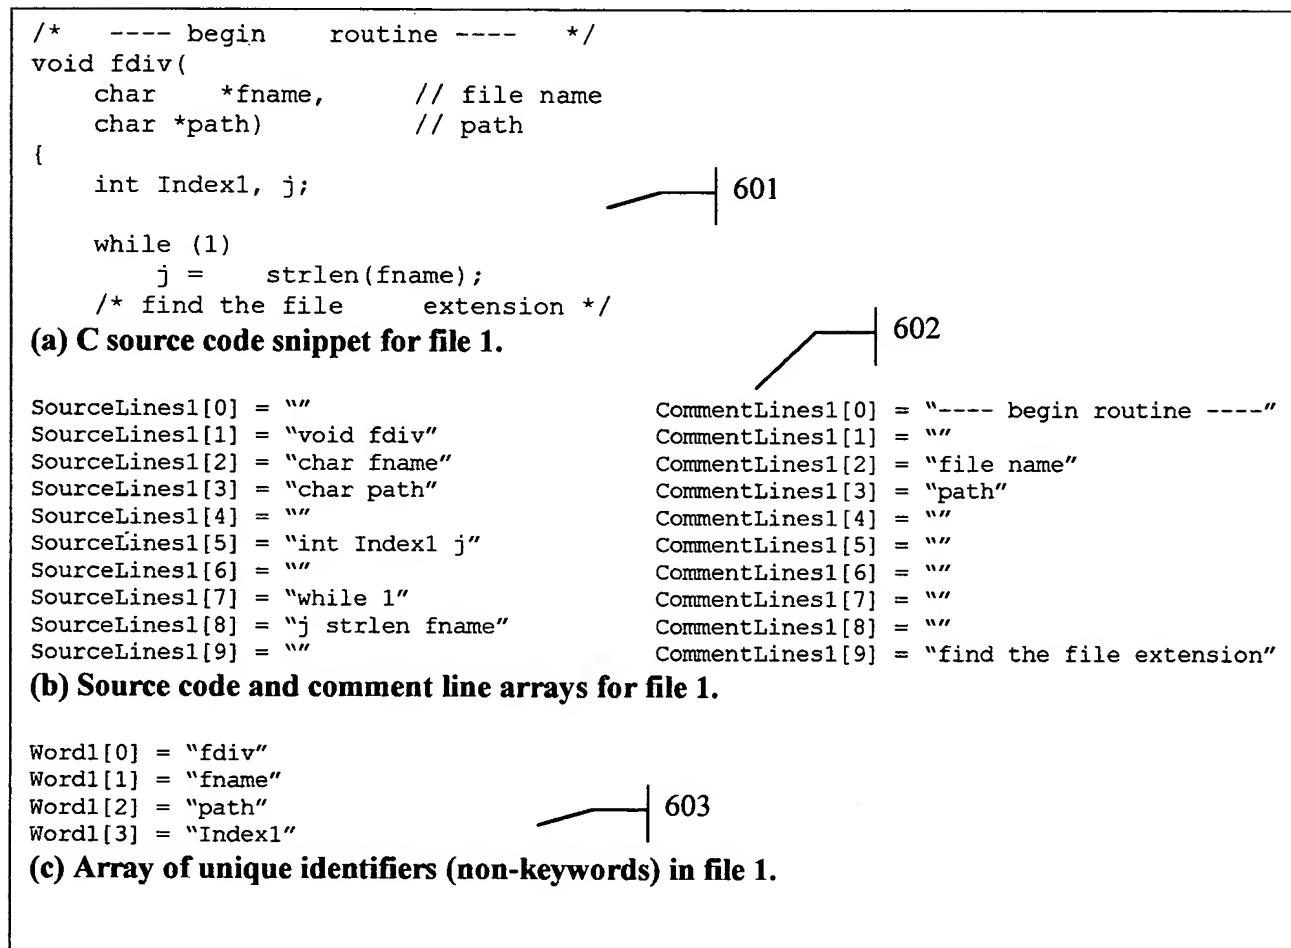 /*   ---- begin    routine ----   */
void fdiv(
    char    *fname,      // file name
    char *path)          // path
{
    int Index1, j;
601
    while (1)
        j =    strlen(fname);
    /* find the file     extension */
(a) C source code snippet for file 1.
602
SourceLines1[0] = “”
SourceLines1[1] = “void fdiv”
SourceLines1[2] = “char fname”
SourceLines1[3] = “char path”
SourceLines1[4] = “”
SourceLines1[5] = “int Index1 j”
SourceLines1[6] = “”
SourceLines1[7] = “while 1”
SourceLines1[8] = “j strlen fname”
SourceLines1[9] = “”
CommentLines1[0] = “---- begin routine ----”
CommentLines1[1] = “”
CommentLines1[2] = “file name”
CommentLines1[3] = “path”
CommentLines1[4] = “”
CommentLines1[5] = “”
CommentLines1[6] = “”
CommentLines1[7] = “”
CommentLines1[8] = “”
CommentLines1[9] = “find the file extension”
(b) Source code and comment line arrays for file 1.
Word1[0] = “fdiv”
Word1[1] = “fname”
Word1[2] = “path”
Word1[3] = “Index1”
603
(c) Array of unique identifiers (non-keywords) in file 1.